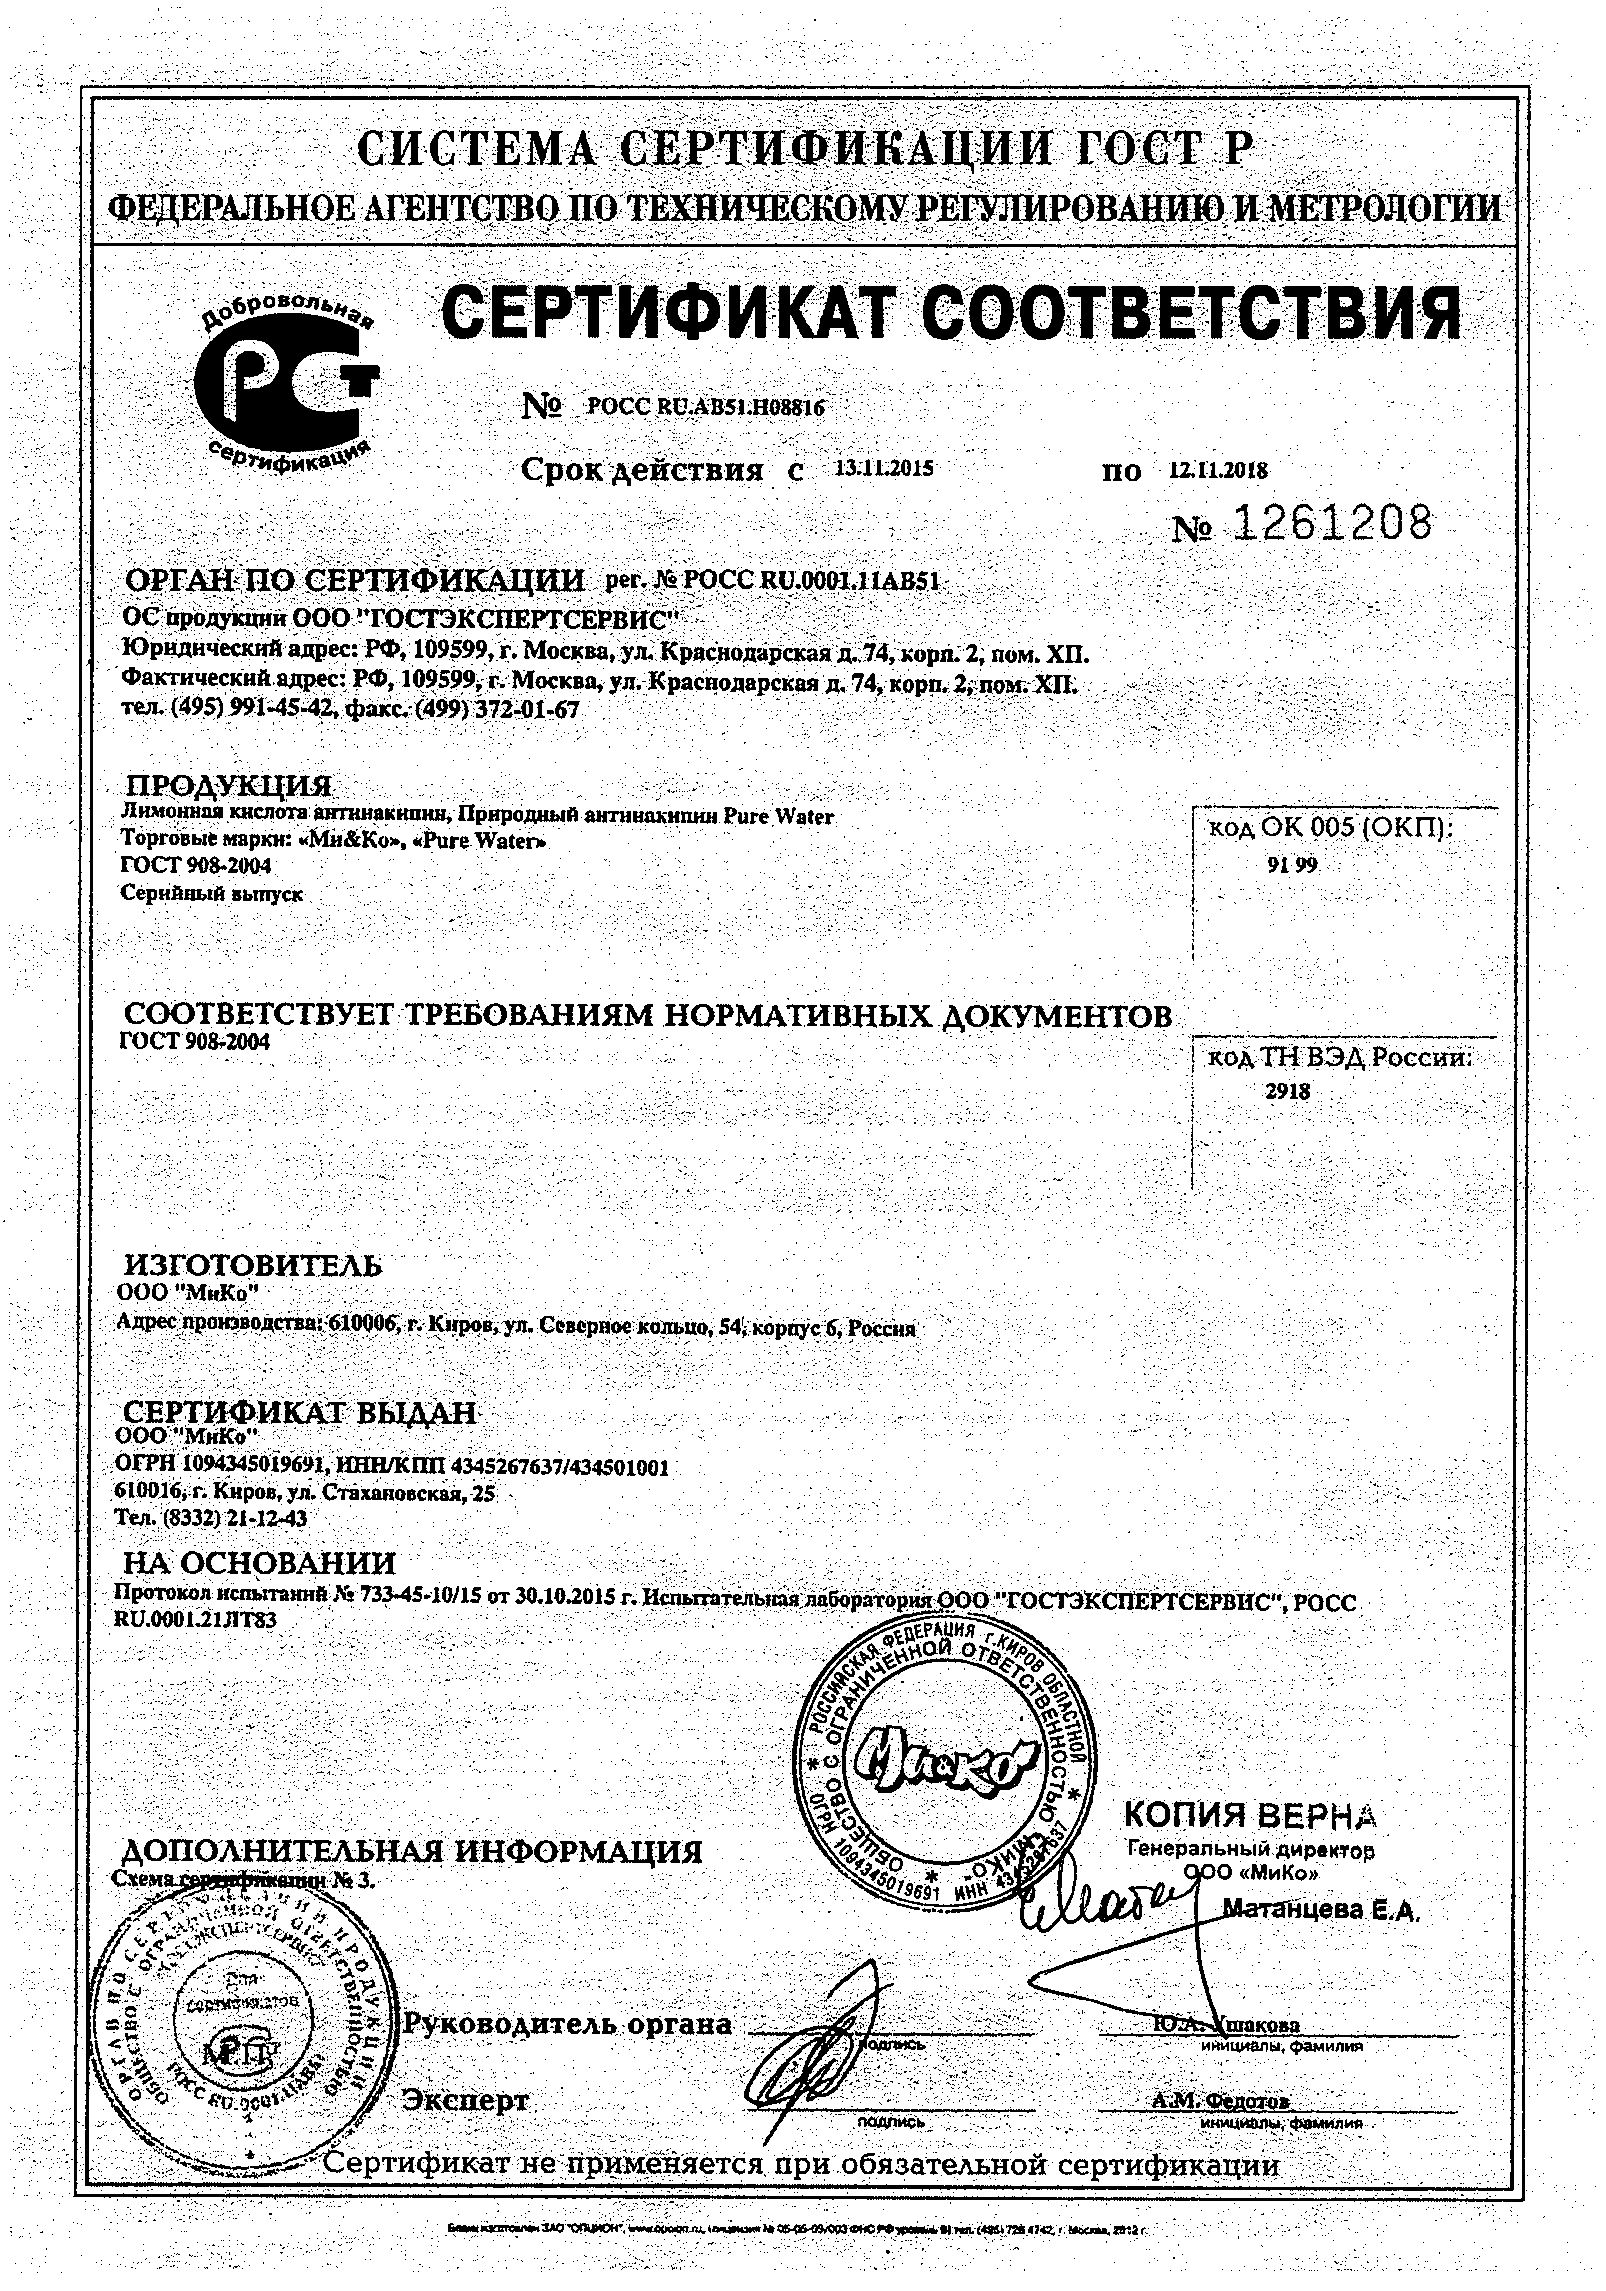 СИСТЕМА СЕРТИФИКАЦИИ ГОСТ Р
ФЕДЕРАЛЬНОЕ АГЕНТСТВО ПО ТЕХНИЧЕСКОМУ РЕГУЛИРОВАНИЮ И МЕТРОЛОГИИ
Добровольная
сертификация
СЕРТИФИКАТ СООТВЕТСТВИЯ
№ РОСС RU.АВ51.Н08816
Срок действия с 13.11.2015 по 12.11.2018
№ 1261208
ОРГАН ПО СЕРТИФИКАЦИИ рег. № РОСС RU.0001.11АВ51
ОС продукции ООО "ГОСТЭКСПЕРТСЕРВИС"
Юридический адрес: РФ, 109599, г. Москва, ул. Краснодарская д. 74, корп. 2, пом. ХП.
Фактический адрес: РФ, 109599, г. Москва, ул. Краснодарская д. 74, корп. 2, пом. ХП.
тел. (495) 991-45-42, факс. (499) 372-01-67
ПРОДУКЦИЯ
Лимонная кислота антинакипин, Природный антинакипин Pure Water
Торговые марки: «Ми&Ко», «Pure Water»
ГОСТ 908-2004
Серийный выпуск
код ОК 005 (ОКП):
91 99
СООТВЕТСТВУЕТ ТРЕБОВАНИЯМ НОРМАТИВНЫХ ДОКУМЕНТОВ
ГОСТ 908-2004
код ТН ВЭД России:
2918
ИЗГОТОВИТЕЛЬ
ООО "МиКо"
Адрес производства: 610006, г. Киров, ул. Северное кольцо, 54, корпус 6, Россия
СЕРТИФИКАТ ВЫДАН
ООО "МиКо"
ОГРН 1094345019691, ИНН/КПП 4345267637/434501001
610016, г. Киров, ул. Стахановская, 25
Тел. (8332) 21-12-43
НА ОСНОВАНИИ
Протокол испытаний № 733-45-10/15 от 30.10.2015 г. Испытательная лаборатория ООО "ГОСТЭКСПЕРТСЕРВИС", РОСС
RU.0001.21ЛТ83
РОССИЙСКАЯ ФЕДЕРАЦИЯ г.КИРОВ ОБЛАСТНОЙ
ОБЩЕСТВО С ОГРАНИЧЕННОЙ ОТВЕТСТВЕННОСТЬЮ
Ми&Ко
"МИКО"
ОГРН 1094345019691 ИНН 4345267637
КОПИЯ ВЕРНА
Генеральный директор
ООО «МиКо»
Матанцева Е.А.
ДОПОЛНИТЕЛЬНАЯ ИНФОРМАЦИЯ
Схема сертификации № 3.
ОРГАН ПО СЕРТИФИКАЦИИ ПРОДУКЦИИ
ОБЩЕСТВО С ОГРАНИЧЕННОЙ ОТВЕТСТВЕННОСТЬЮ
Для
сертификатов
М.П.
РОСС RU.0001.11АВ51
Руководитель органа
подпись
Ю.А. Ушакова
инициалы, фамилия
Эксперт
подпись
А.М. Федотов
инициалы, фамилия
Сертификат не применяется при обязательной сертификации
Бланк изготовлен ЗАО "ОПЦИОН", www.opcion.ru, лицензия № 05-05-09/003 ФНС РФ уровень В, тел. (495) 726 4742, г. Москва, 2012 г.